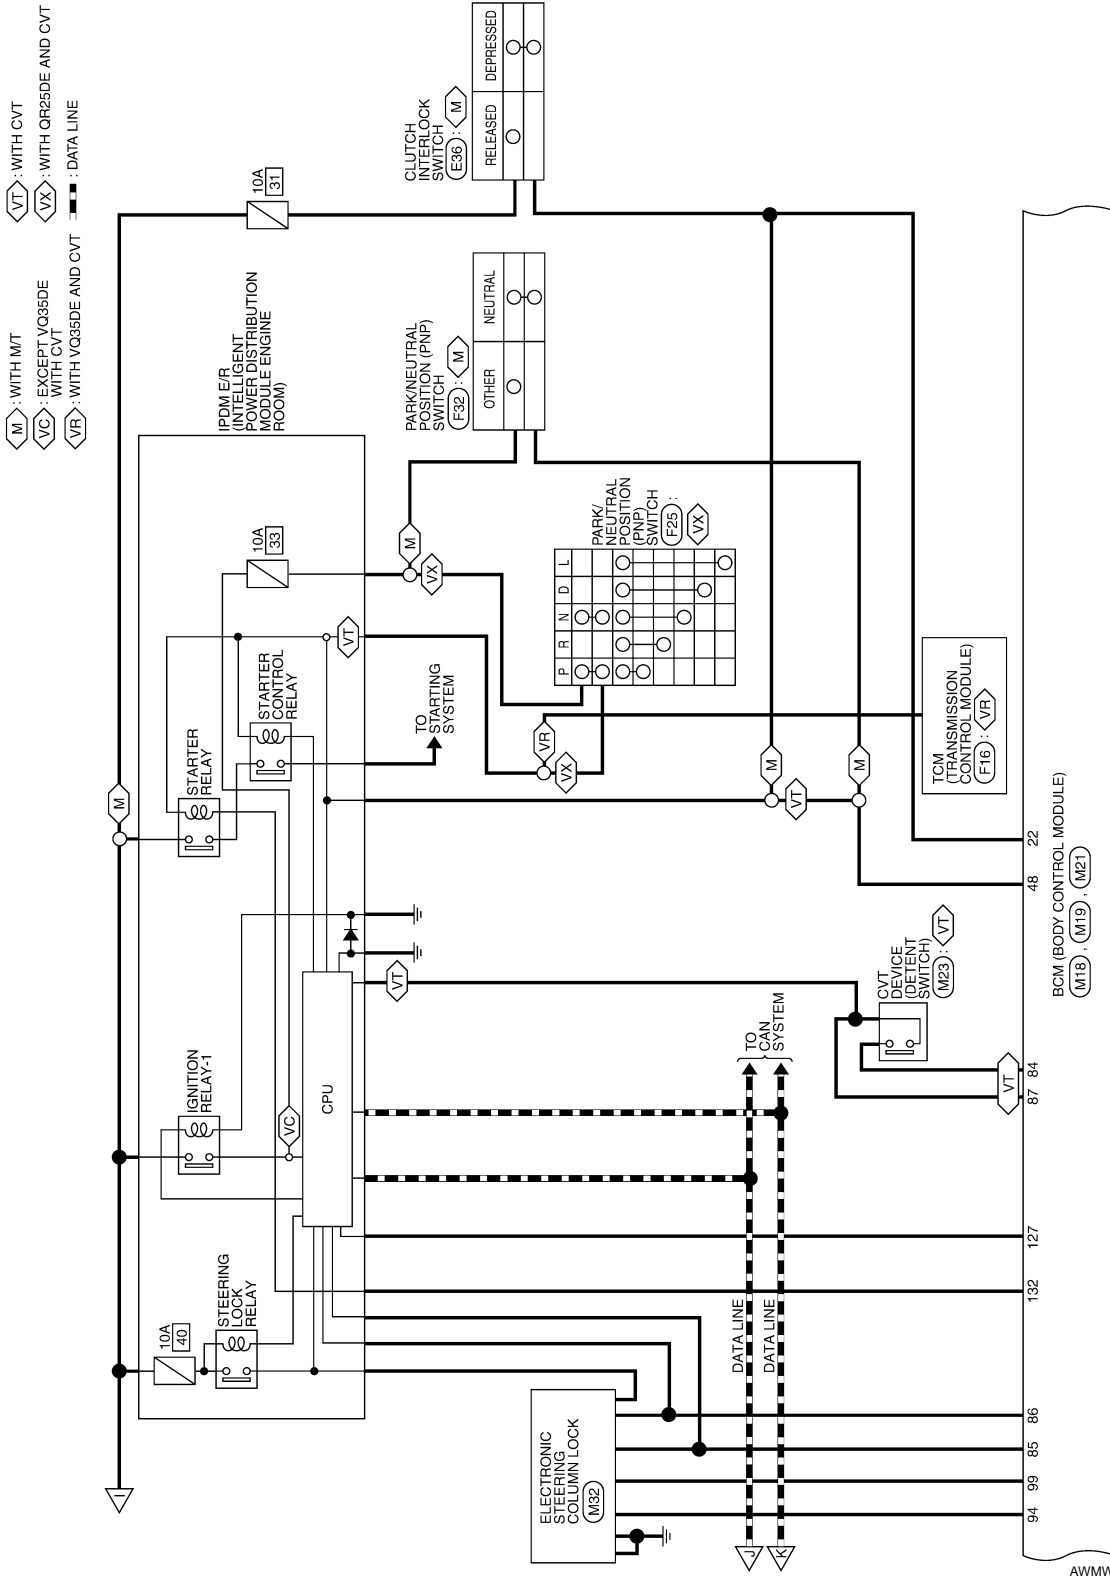 M : WITH M/T
VC : EXCEPT VQ35DE
WITH CVT
VR : WITH VQ35DE AND CVT
VT : WITH CVT
VX : WITH QR25DE AND CVT
: DATA LINE
I
M
10A
31
CLUTCH
INTERLOCK
SWITCH
E36 : M
RELEASED
DEPRESSED
IPDM E/R
(INTELLIGENT
POWER DISTRIBUTION
MODULE ENGINE
ROOM)
10A
40
STEERING
LOCK
RELAY
IGNITION
RELAY-1
VC
CPU
STARTER
RELAY
STARTER
CONTROL
RELAY
10A
33
VT
VT
M
VX
TO
STARTING
SYSTEM
PARK/NEUTRAL
POSITION (PNP)
SWITCH
F32 : M
OTHER
NEUTRAL
PARK/
NEUTRAL
POSITION
(PNP)
SWITCH
F25 :
VX
P
R
N
D
L
VR
VX
M
VT
M
TCM
(TRANSMISSION
CONTROL MODULE)
F16 : VR
ELECTRONIC
STEERING
COLUMN LOCK
M32
J
K
DATA LINE
DATA LINE
TO
CAN
SYSTEM
CVT
DEVICE
(DETENT
SWITCH)
M23 : VT
VT
94
99
85
86
132
127
87
84
48
22
BCM (BODY CONTROL MODULE)
M18 , M19 , M21